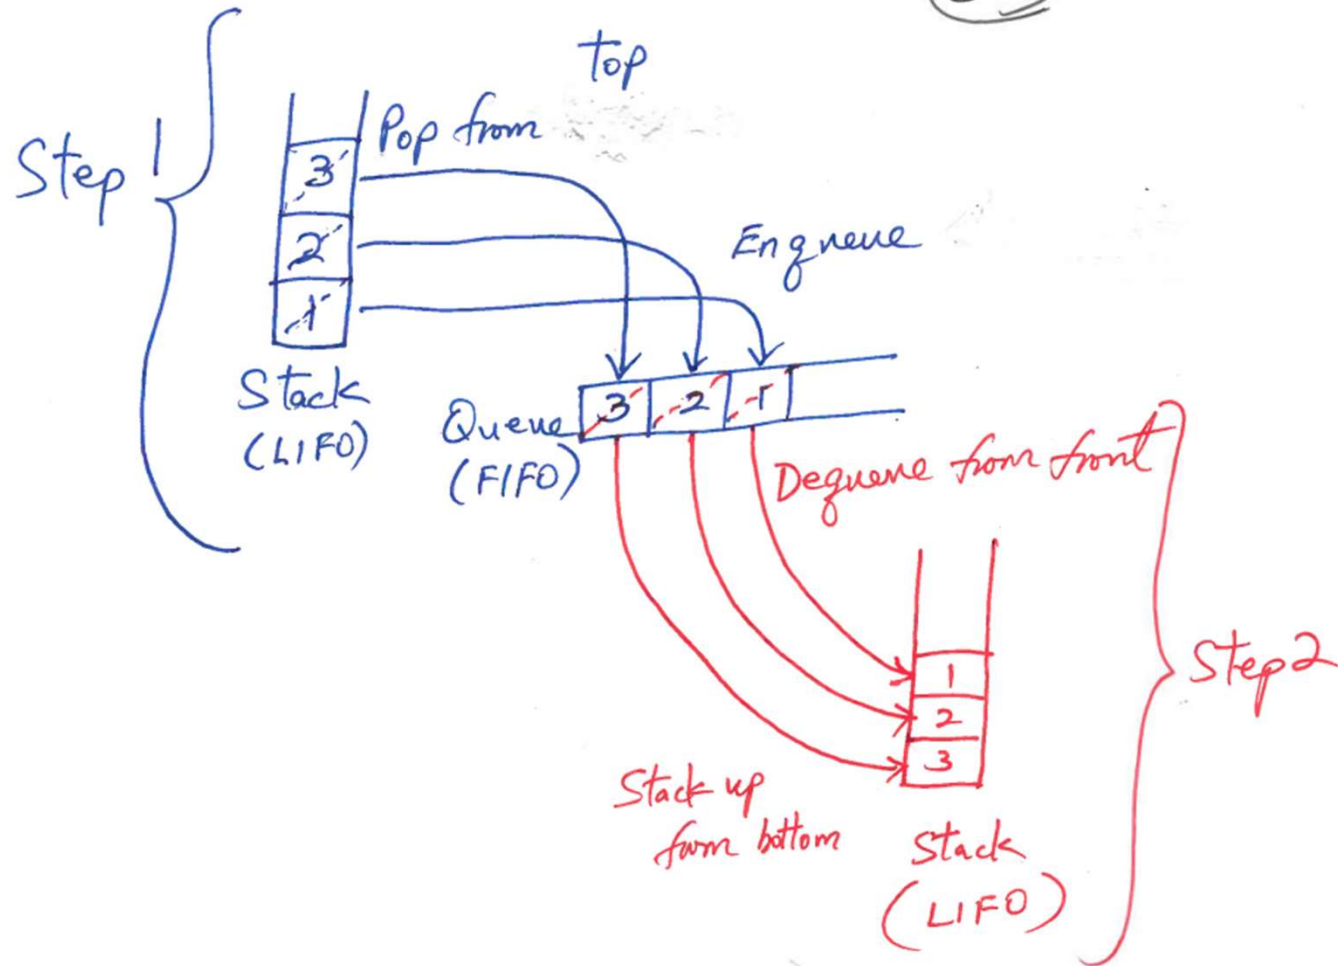 top
Pop from
Step 1
3
2
1
Enqueue
Stack
(LIFO)
Queue
(FIFO)
3 2 1
Dequeue from front
1
2
3
Step 2
Stack up
from bottom
Stack
(LIFO)